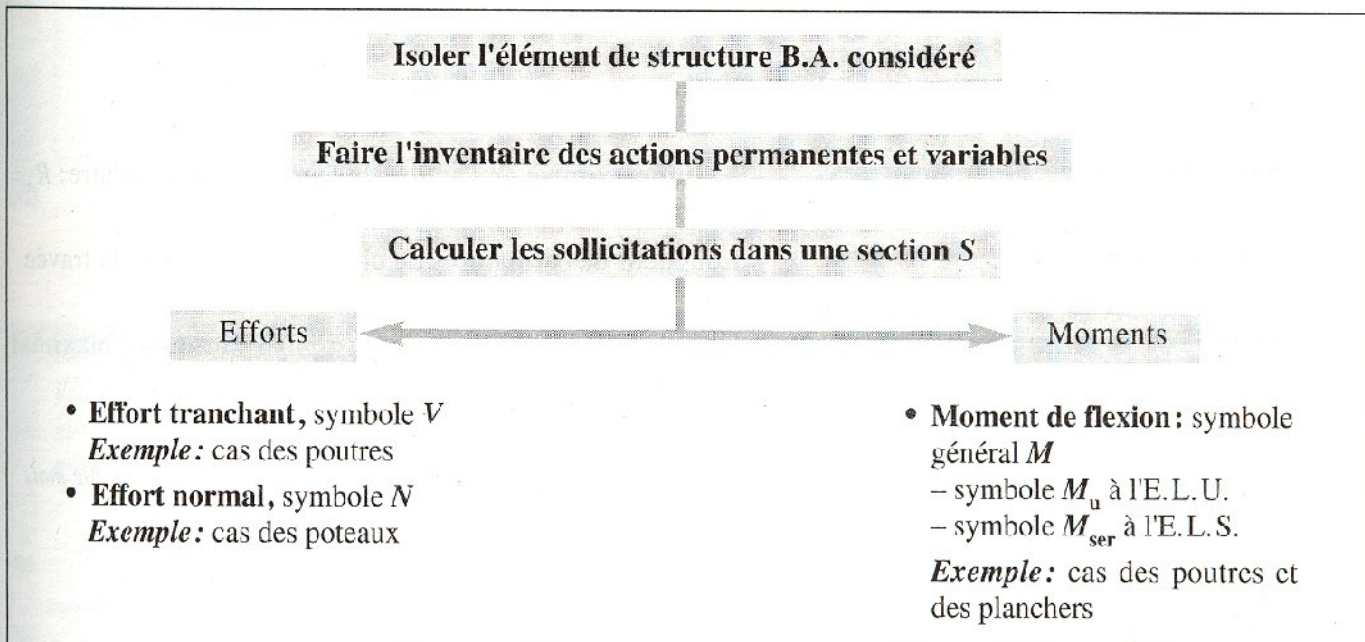 Isoler l'élément de structure B.A. considéré
Faire l'inventaire des actions permanentes et variables
Calculer les sollicitations dans une section S
Efforts
Moments
• Effort tranchant, symbole V
Exemple : cas des poutres
• Effort normal, symbole N
Exemple : cas des poteaux
• Moment de flexion : symbole
général M
– symbole Mu à l'E.L.U.
– symbole Mser à l'E.L.S.
Exemple : cas des poutres et
des planchers